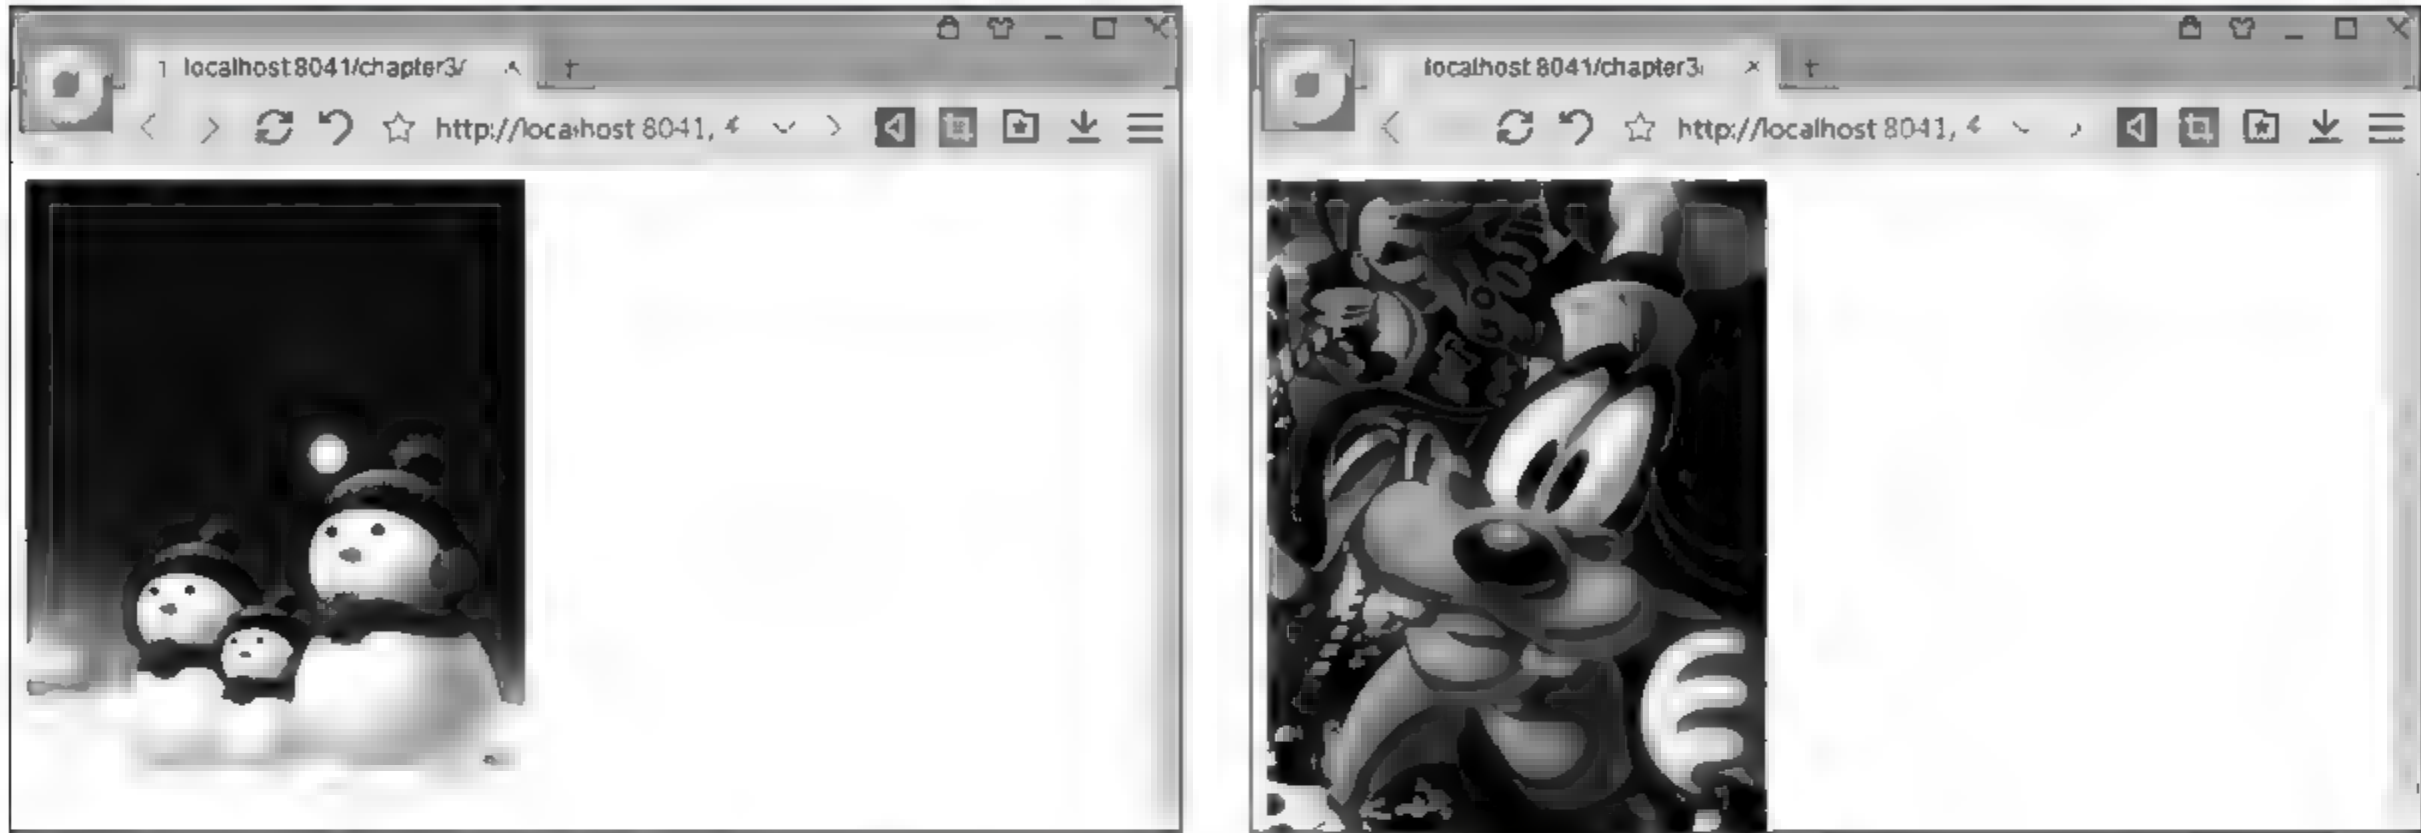 localhost:8041/chapter3/
http://localhost 8041,
localhost 8041/chapter3
http://localhost 8041,